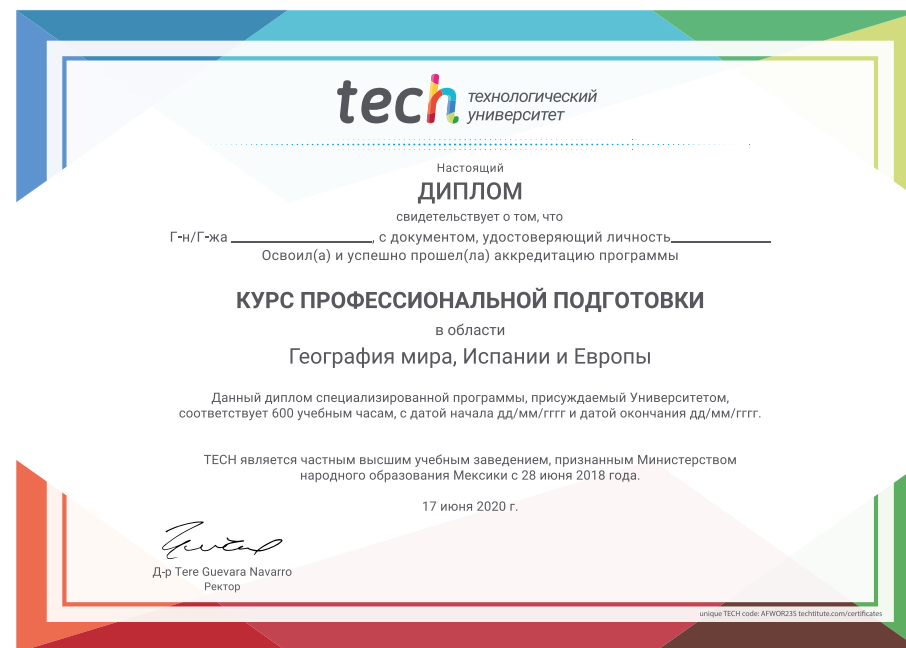 tech технологический
университет
Настоящий
ДИПЛОМ
свидетельствует о том, что
Г-н/Г-жа ________________, с документом, удостоверяющий личность____________
Освоил(а) и успешно прошел(ла) аккредитацию программы
КУРС ПРОФЕССИОНАЛЬНОЙ ПОДГОТОВКИ
в области
География мира, Испании и Европы
Данный диплом специализированной программы, присуждаемый Университетом,
соответствует 600 учебным часам, с датой начала дд/мм/гггг и датой окончания дд/мм/гггг.
TECH является частным высшим учебным заведением, признанным Министерством
народного образования Мексики с 28 июня 2018 года.
17 июня 2020 г.
Д-р Tere Guevara Navarro
Ректор
unique TECH code: AFWOR23S techtitute.com/certificates